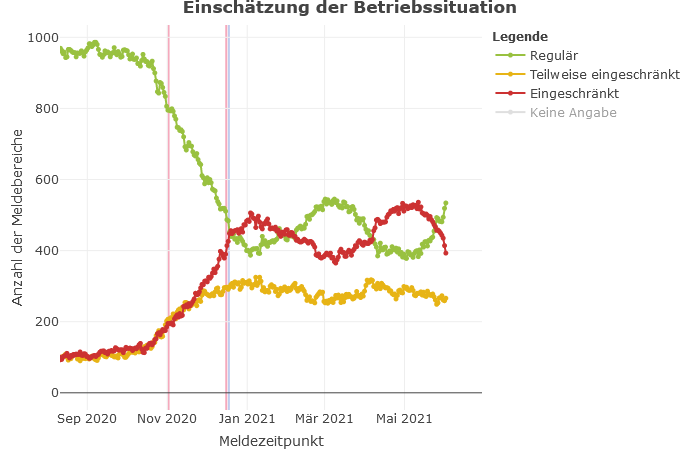 Einschätzung der Betriebssituation
Legende
Regulär
Teilweise eingeschränkt
Eingeschränkt
Keine Angabe
Anzahl der Meldebereiche
1000
800
600
400
200
0
Sep 2020
Nov 2020
Jan 2021
Mär 2021
Mai 2021
Meldezeitpunkt